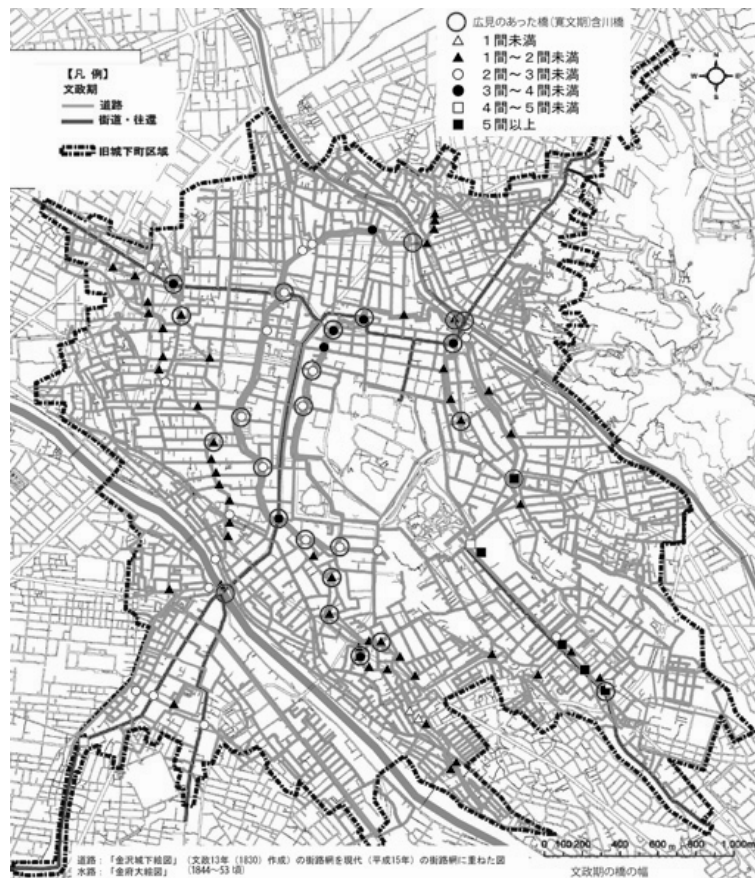 【凡 例】
文政期
道路
街道・往還
旧城下町区域
広見のあった橋(寛文期)含川橋
1間未満
1間～2間未満
2間～3間未満
3間～4間未満
4間～5間未満
5間以上
N
W
E
S
0 100 200 400 600 m 800 1,000m
道路：「金沢城下絵図」（文政13年（1830）作成）の街路網を現代（平成15年）の街路網に重ねた図
水路：「金府大絵図」（1844～53 頃）
文政期の橋の幅